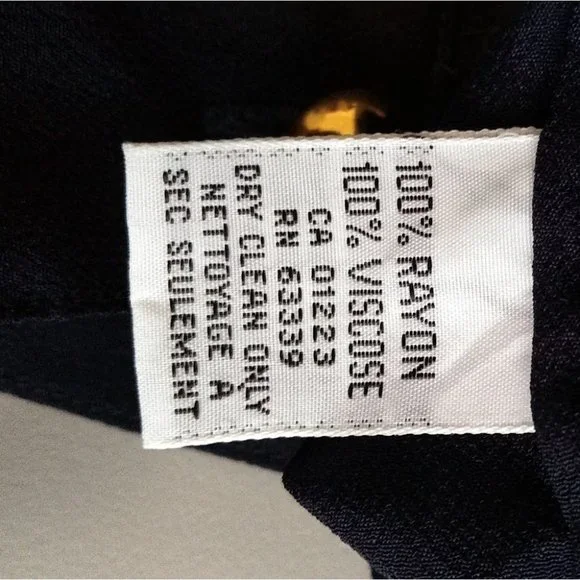 100% RAYON
100% VISCOSE
CA 01223
RN 63339
DRY CLEAN ONLY
NETTOYAGE A
SEC SEULEMENT